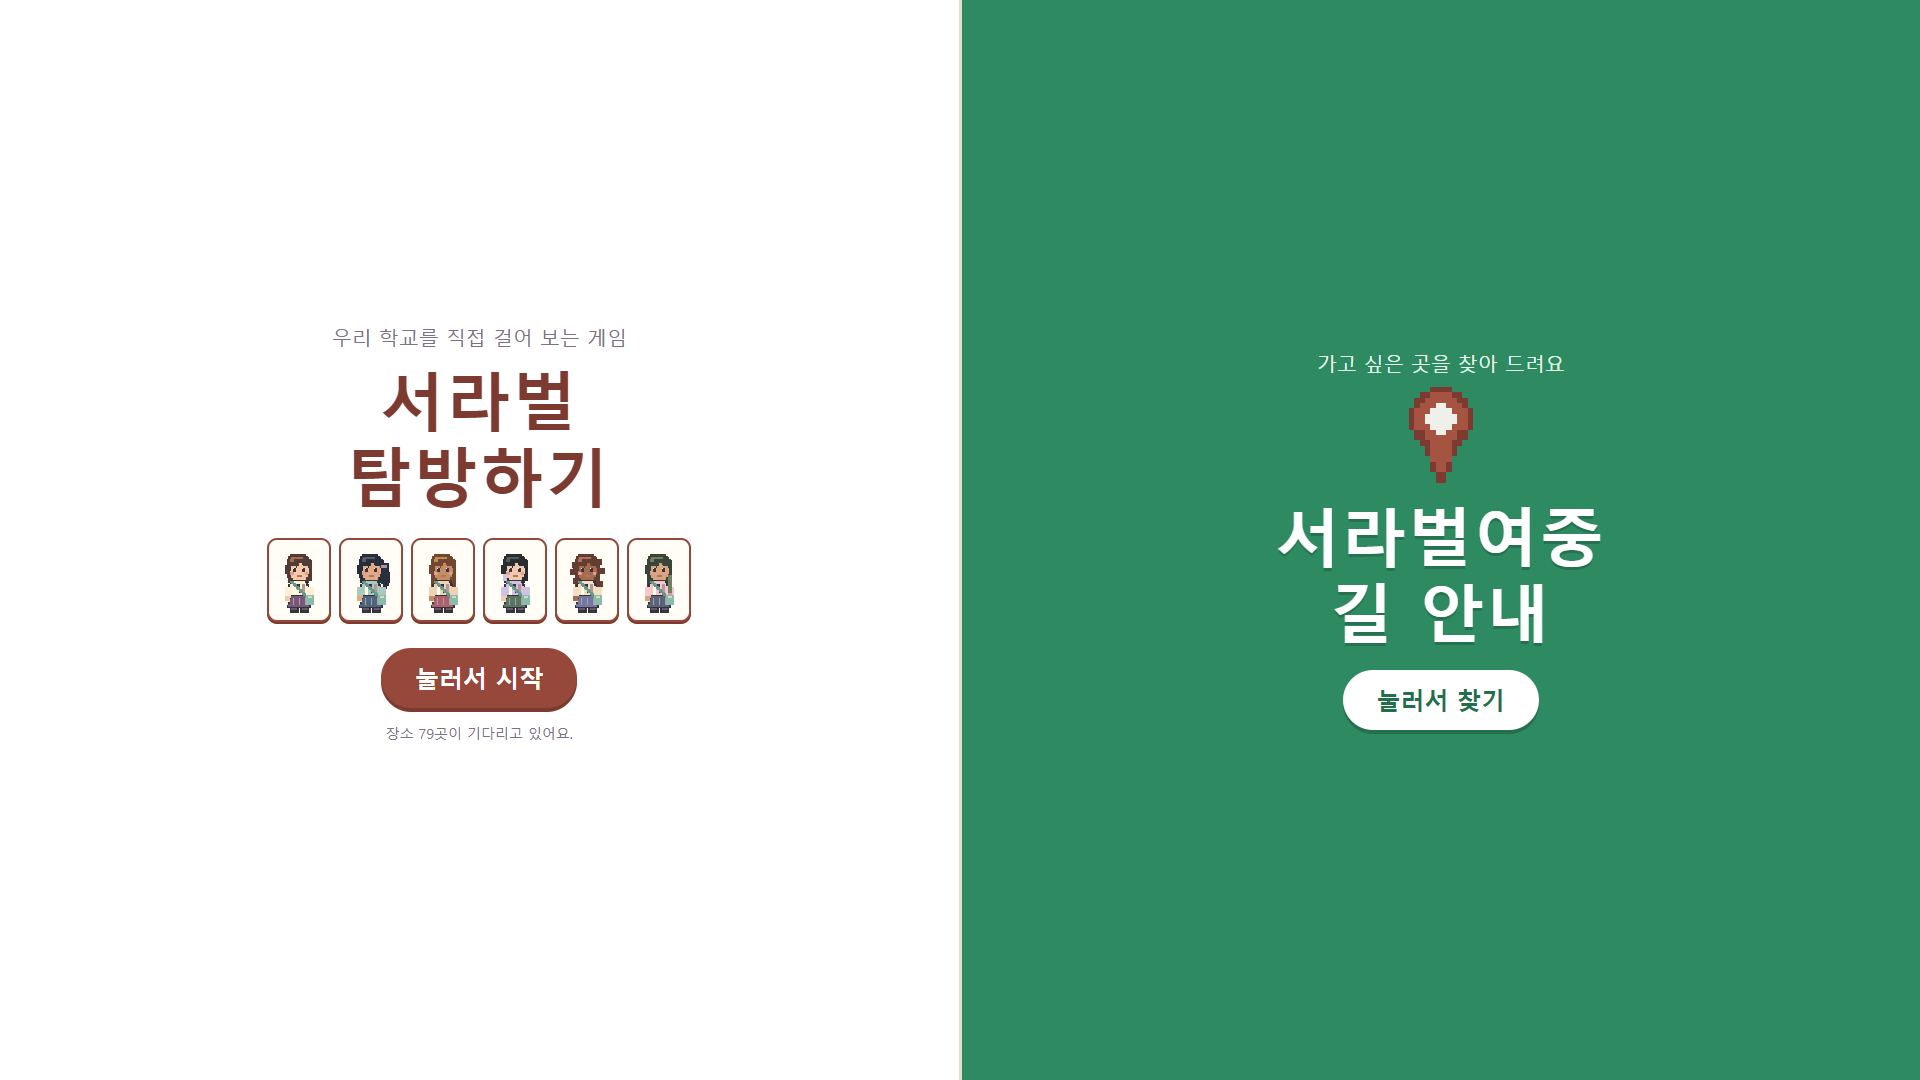 우리 학교를 직접 걸어 보는 게임
서라벌
탐방하기
눌러서 시작
장소 79곳이 기다리고 있어요.
가고 싶은 곳을 찾아 드려요
서라벌여중
길 안내
눌러서 찾기